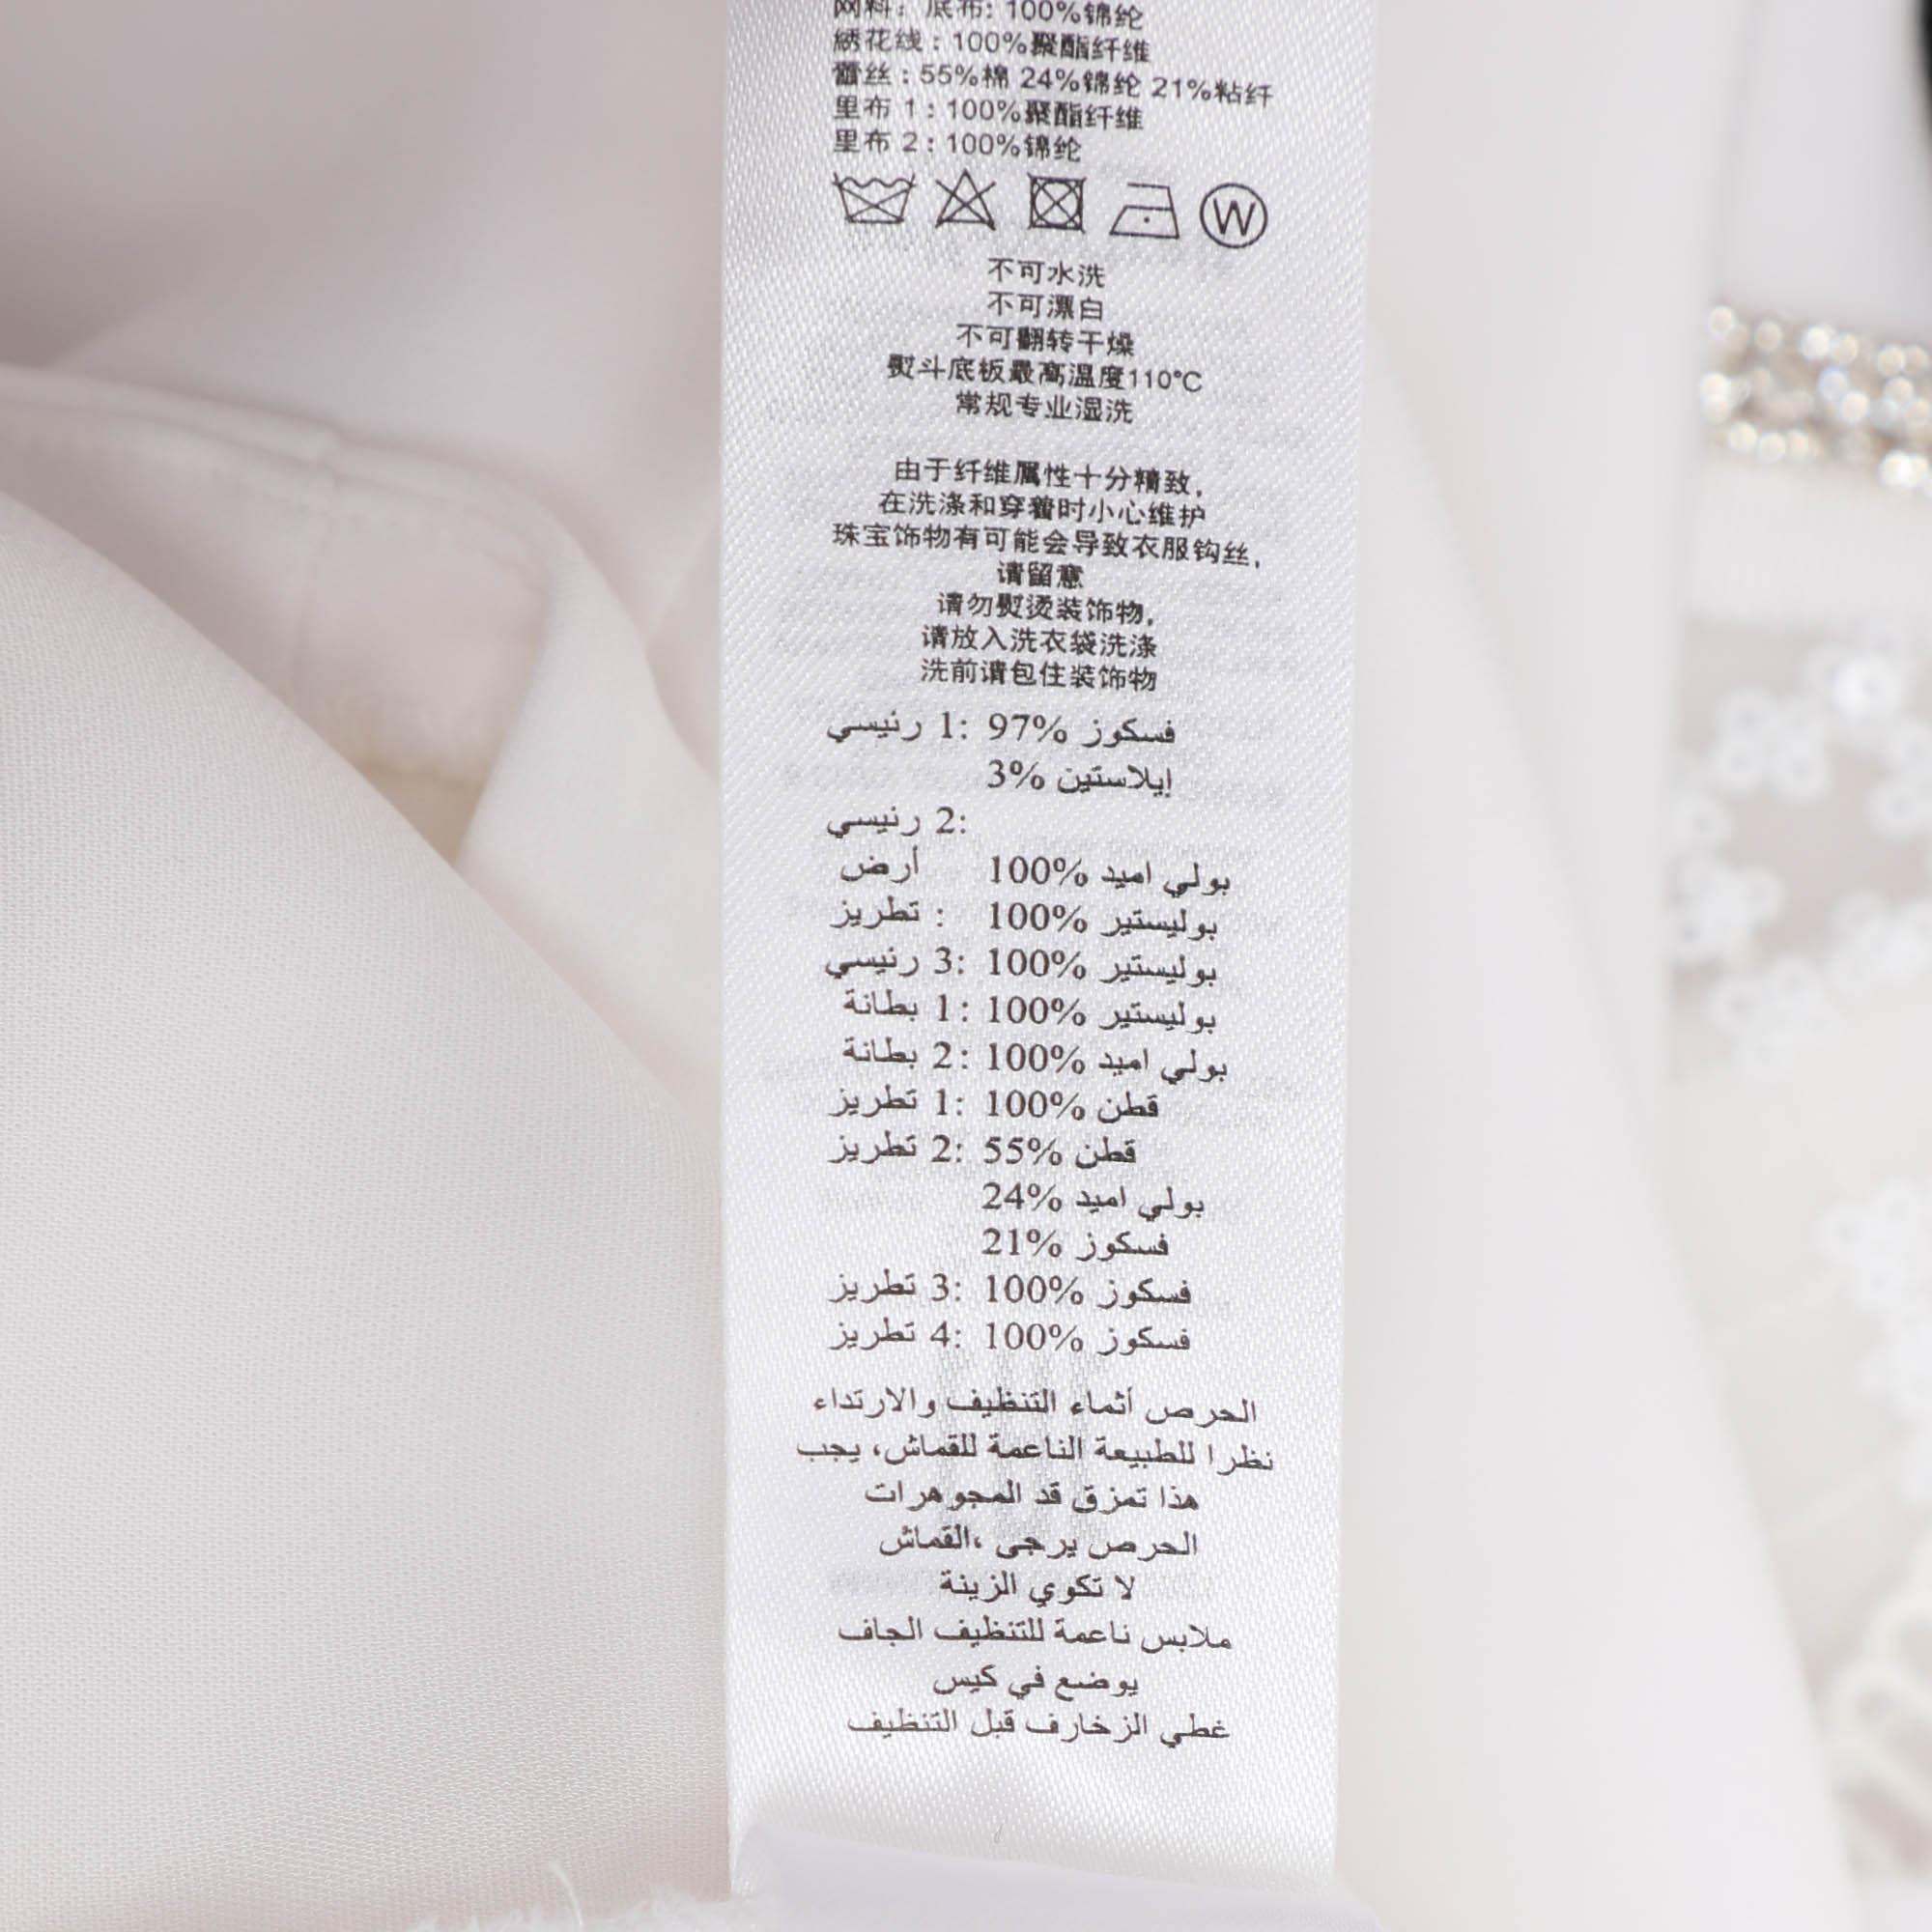 网料：底布: 100%锦纶
綉花线 : 100%聚酯纤维
蕾丝 : 55%棉 24%锦纶 21%粘纤
里布 1 : 100%聚酯纤维
里布 2 : 100%锦纶
W
不可水洗
不可漂白
不可翻转干燥
熨斗底板最高温度110°C
常规专业湿洗
由于纤维属性十分精致,
在洗涤和穿着时小心维护
珠宝饰物有可能会导致衣服钩丝,
请留意
请勿熨烫装饰物,
请放入洗衣袋洗涤
洗前请包住装饰物
رئيسي 1: 97% فسكوز
3% إيلاستين
رئيسي 2:
أرض 100% بولي اميد
تطريز : 100% بوليستير
رئيسي 3: 100% بوليستير
بطانة 1: 100% بوليستير
بطانة 2: 100% بولي اميد
تطريز 1: 100% قطن
تطريز 2: 55% قطن
24% بولي اميد
21% فسكوز
تطريز 3: 100% فسكوز
تطريز 4: 100% فسكوز
الحرص أثماء التنظيف والارتداء
نظرا للطبيعة الناعمة للقماش، يجب
هذا تمزق قد المجوهرات
الحرص يرجى ،القماش
لا تكوي الزينة
ملابس ناعمة للتنظيف الجاف
يوضع في كيس
غطي الزخارف قبل التنظيف